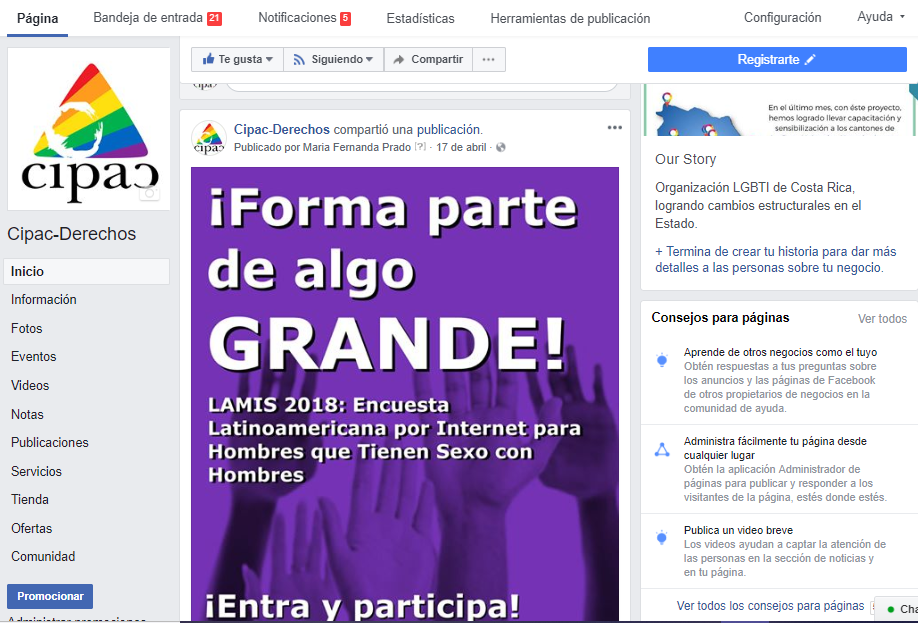 Página
Bandeja de entrada 21
Notificaciones 5
Estadísticas
Herramientas de publicación
Configuración
Ayuda
cipac
Cipac-Derechos
Inicio
Información
Fotos
Eventos
Videos
Notas
Publicaciones
Servicios
Tienda
Ofertas
Comunidad
Promocionar
Administrar promociones
Te gusta
Siguiendo
Compartir
Registrarte
cipac
Cipac-Derechos compartió una publicación.
Publicado por Maria Fernanda Prado [?] · 17 de abril ·
¡Forma parte
de algo
GRANDE!
LAMIS 2018: Encuesta
Latinoamericana por Internet para
Hombres que Tienen Sexo con
Hombres
¡Entra y participa!
En el último mes, con éste proyecto,
hemos logrado llevar capacitación y
sensibilización a los cantones de
Our Story
Organización LGBTI de Costa Rica,
logrando cambios estructurales en el
Estado.
+ Termina de crear tu historia para dar más
detalles a las personas sobre tu negocio.
Consejos para páginas
Ver todos
Aprende de otros negocios como el tuyo
Obtén respuestas a tus preguntas sobre
los anuncios y las páginas de Facebook
de otros propietarios de negocios en la
comunidad de ayuda.
Administra fácilmente tu página desde
cualquier lugar
Obtén la aplicación Administrador de
páginas para publicar y responder a los
visitantes de la página, estés donde estés.
Publica un video breve
Los videos ayudan a captar la atención de
las personas en la sección de noticias y
en tu página.
Ver todos los consejos para páginas
Cha